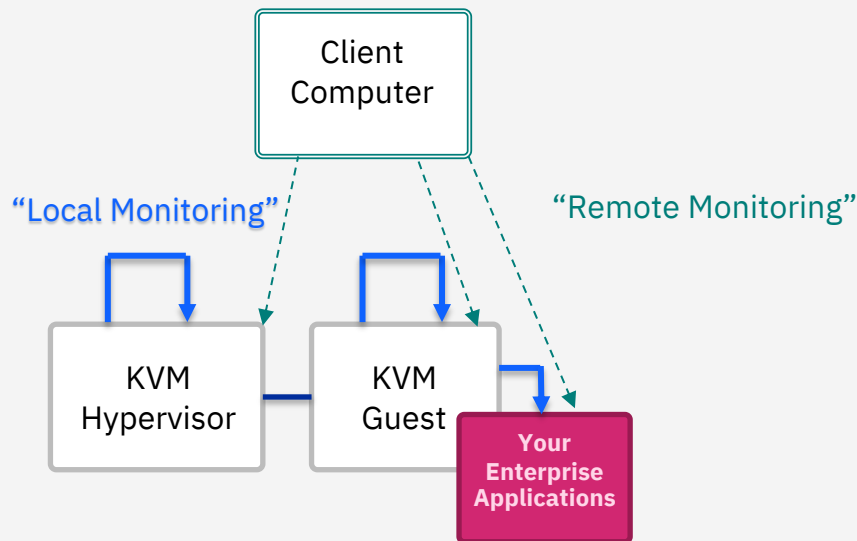 Client
Computer
“Local Monitoring”
“Remote Monitoring”
KVM
Hypervisor
KVM
Guest
Your
Enterprise
Applications